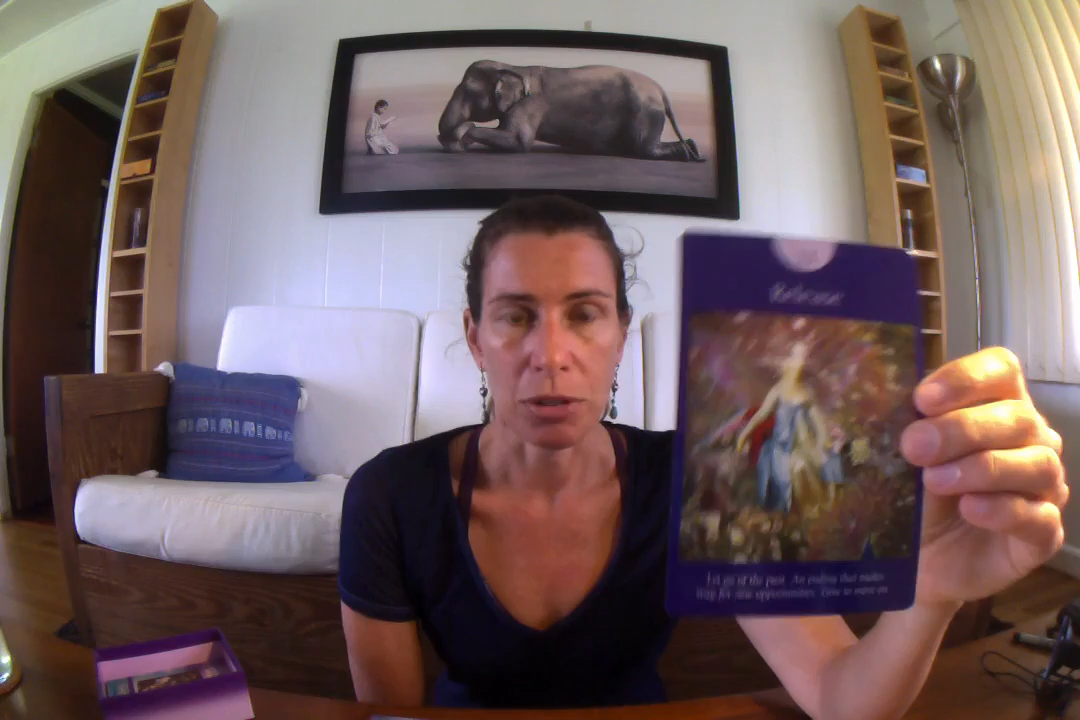 Release
Let go of the past. An ending that makes
way for new opportunities. Time to move on.